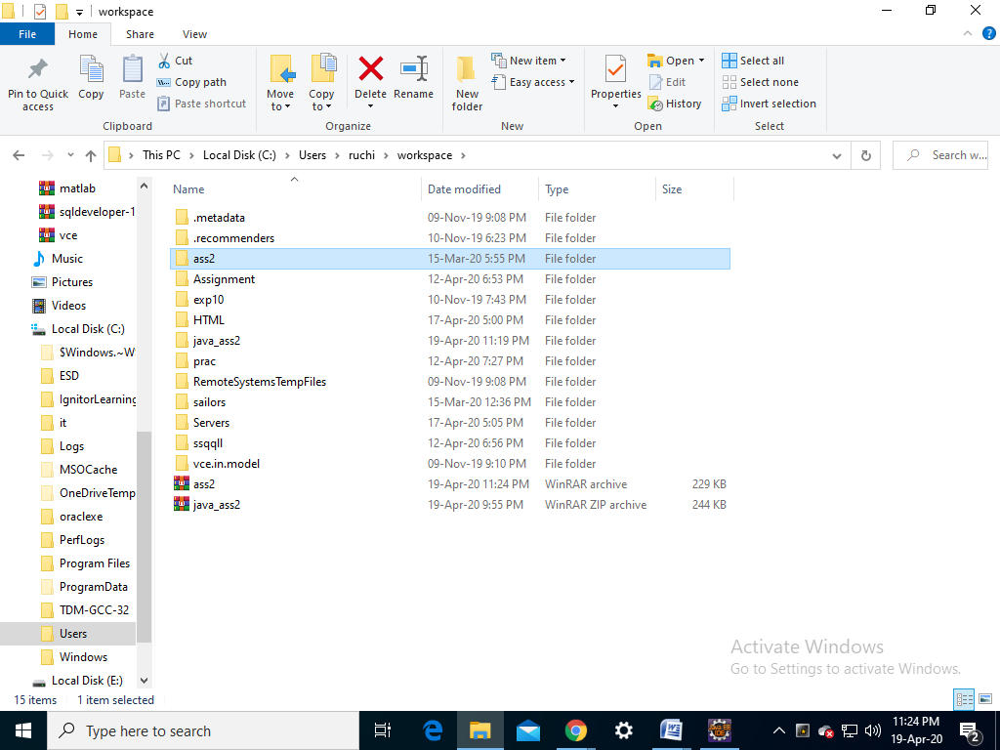 workspace
File Home Share View
Pin to Quick access
Copy
Paste
Cut
Copy path
Paste shortcut
Clipboard
Move to
Copy to
Delete
Rename
Organize
New folder
New item
Easy access
New
Properties
Open
Edit
History
Open
Select all
Select none
Invert selection
Select
This PC > Local Disk (C:) > Users > ruchi > workspace >
Search w...
matlab
sqldeveloper-1
vce
Music
Pictures
Videos
Local Disk (C:)
$Windows.~W
ESD
IgnitorLearning
it
Logs
MSOCache
OneDriveTemp
oraclexe
PerfLogs
Program Files
ProgramData
TDM-GCC-32
Users
Windows
Local Disk (E:)
Name Date modified Type Size
.metadata 09-Nov-19 9:08 PM File folder
.recommenders 10-Nov-19 6:23 PM File folder
ass2 15-Mar-20 5:55 PM File folder
Assignment 12-Apr-20 6:53 PM File folder
exp10 10-Nov-19 7:43 PM File folder
HTML 17-Apr-20 5:00 PM File folder
java_ass2 19-Apr-20 11:19 PM File folder
prac 12-Apr-20 7:27 PM File folder
RemoteSystemsTempFiles 09-Nov-19 9:08 PM File folder
sailors 15-Mar-20 12:36 PM File folder
Servers 17-Apr-20 5:05 PM File folder
ssqqll 12-Apr-20 6:56 PM File folder
vce.in.model 09-Nov-19 9:10 PM File folder
ass2 19-Apr-20 11:24 PM WinRAR archive 229 KB
java_ass2 19-Apr-20 9:55 PM WinRAR ZIP archive 244 KB
Activate Windows
Go to Settings to activate Windows.
15 items 1 item selected
Type here to search
11:24 PM
19-Apr-20
2